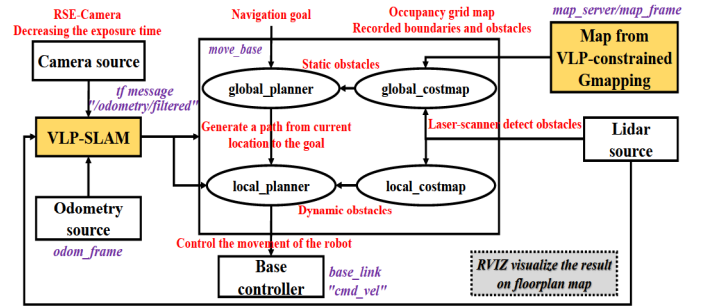 RSE-Camera
Decreasing the exposure time
Navigation goal
Occupancy grid map
Recorded boundaries and obstacles
map_server/map_frame
Camera source
move_base
Static obstacles
Map from
VLP-constrained
Gmapping
tf message
"/odometry/filtered"
global_planner
global_costmap
VLP-SLAM
Generate a path from current
location to the goal
Laser-scanner detect obstacles
Lidar
source
local_planner
local_costmap
Odometry
source
Dynamic obstacles
odom_frame
Control the movement of the robot
Base
controller
base_link
"cmd_vel"
RVIZ visualize the result
on floorplan map